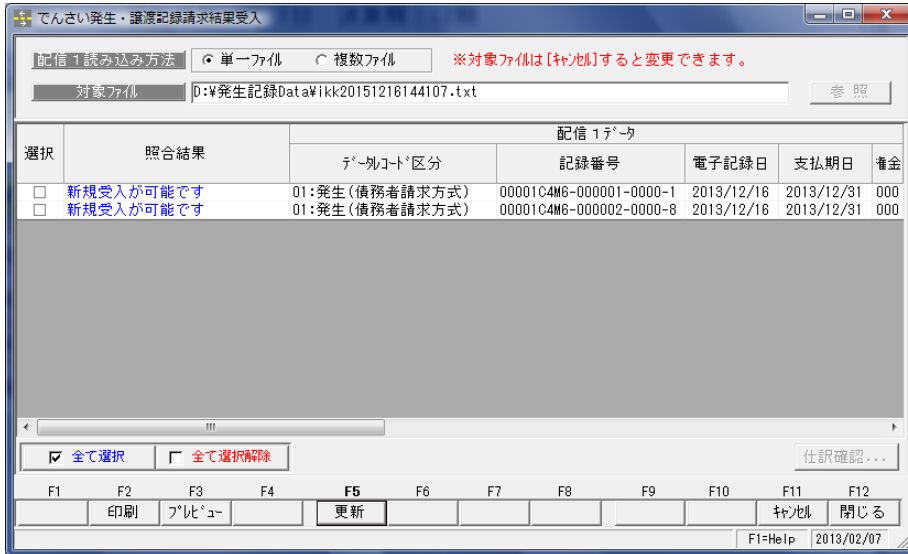 でんさい発生・譲渡記録請求結果受入
配信1読み込み方法 単一ﾌｧｲﾙ 複数ﾌｧｲﾙ ※対象ﾌｧｲﾙは[ｷｬﾝｾﾙ]すると変更できます。
対象ﾌｧｲﾙ D:¥発生記録Data¥ikk20151216144107.txt 参照
配信1ﾃﾞｰﾀ
選択 照合結果 ﾃﾞｰﾀﾚｺｰﾄﾞ区分 記録番号 電子記録日 支払期日
新規受入が可能です 01:発生(債務者請求方式) 00001C4M6-000001-0000-1 2013/12/16 2013/12/31 000
新規受入が可能です 01:発生(債務者請求方式) 00001C4M6-000002-0000-8 2013/12/16 2013/12/31 000
全て選択 全て選択解除 仕訳確認...
F1 F2 F3 F4 F5 F6 F7 F8 F9 F10 F11 F12
印刷 ﾌﾟﾚﾋﾞｭｰ 更新 ｷｬﾝｾﾙ 閉じる
F1=Help 2013/02/07